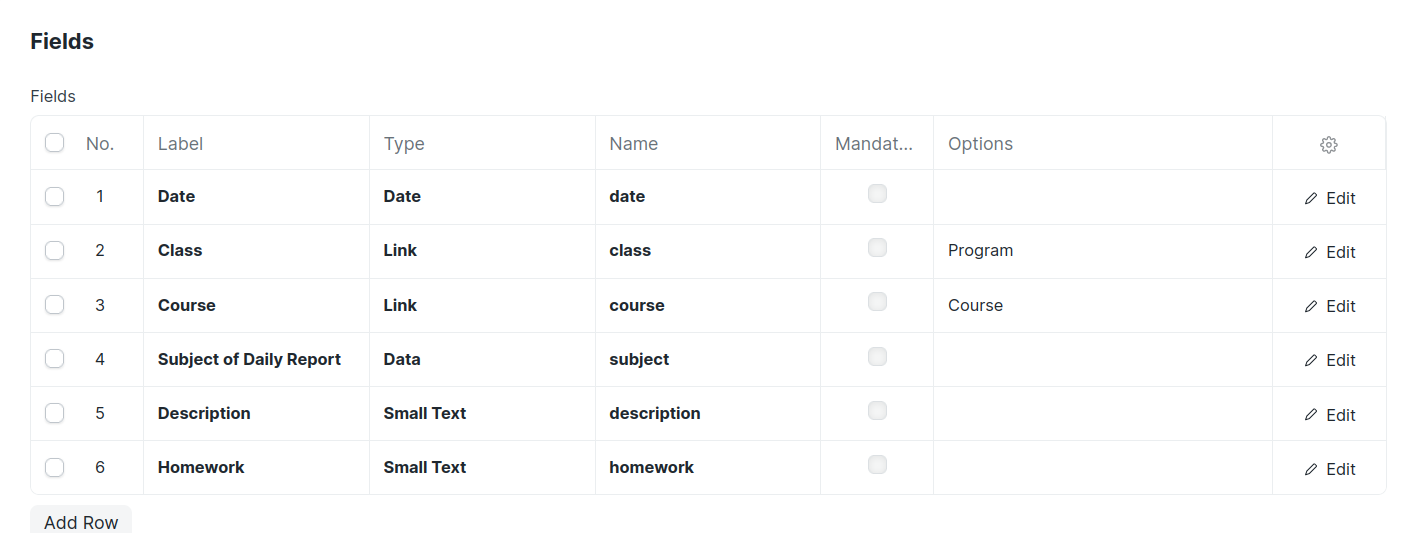 Fields
Fields
No. Label Type Name Mandat... Options
1 Date Date date Edit
2 Class Link class Program Edit
3 Course Link course Course Edit
4 Subject of Daily Report Data subject Edit
5 Description Small Text description Edit
6 Homework Small Text homework Edit
Add Row